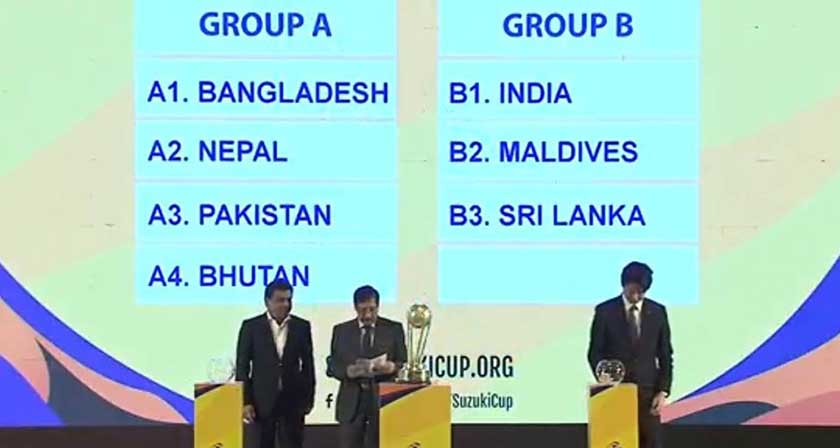 GROUP A
A1. BANGLADESH
A2. NEPAL
A3. PAKISTAN
A4. BHUTAN
GROUP B
B1. INDIA
B2. MALDIVES
B3. SRI LANKA
KICUP.ORG
/SuzukiCup